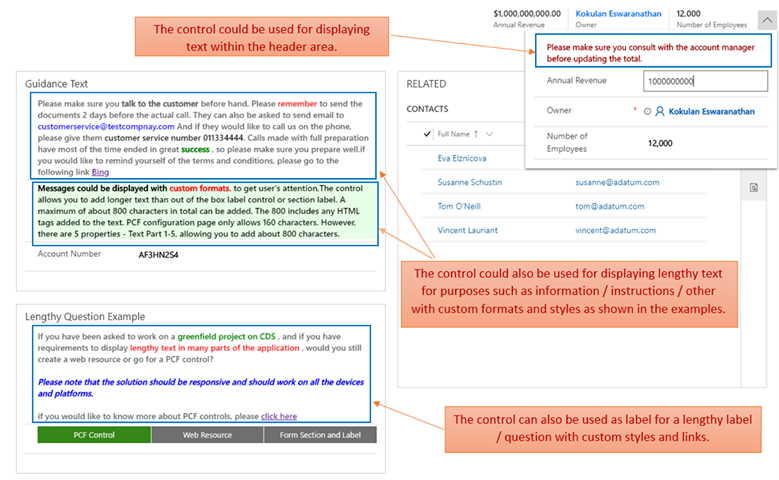 The control could be used for displaying
text within the header area.
$1,000,000,000.00
Annual Revenue
Kokulan Eswaranathan
Owner
12,000
Number of Employees
Please make sure you consult with the account manager
before updating the total.
Annual Revenue
1000000000
Owner
* Kokulan Eswaranathan
Number of
Employees
12,000
Guidance Text
Please make sure you talk to the customer before hand. Please remember to send the
documents 2 days before the actual call. They can also be asked to send email to
customerservice@testcompnay.com And if they would like to call us on the phone,
please give them customer service number 011334444. Calls made with full preparation
have most of the time ended in great success , so please make sure you prepare well.if
you would like to remind yourself of the terms and conditions, please go to the
following link Bing
Messages could be displayed with custom formats. to get user's attention.The control
allows you to add longer text than out of the box label control or section label. A
maximum of about 800 characters in total can be added. The 800 includes any HTML
tags added to the text. PCF configuration page only allows 160 characters. However,
there are 5 properties - Text Part 1-5, allowing you to add about 800 characters.
Account Number
AF3HN2S4
RELATED
CONTACTS
Full Name
Eva Elznicova
Susanne Schustin
susanne@adatum.com
Tom O'Neill
tom@adatum.com
Vincent Lauriant
vincent@adatum.com
The control could also be used for displaying lengthy text
for purposes such as information / instructions / other
with custom formats and styles as shown in the examples.
Lengthy Question Example
If you have been asked to work on a greenfield project on CDS , and if you have
requirements to display lengthy text in many parts of the application , would you still
create a web resource or go for a PCF control?
Please note that the solution should be responsive and should work on all the devices
and platforms.
if you would like to know more about PCF controls, please click here
PCF Control
Web Resource
Form Section and Label
The control can also be used as label for a lengthy label
/ question with custom styles and links.